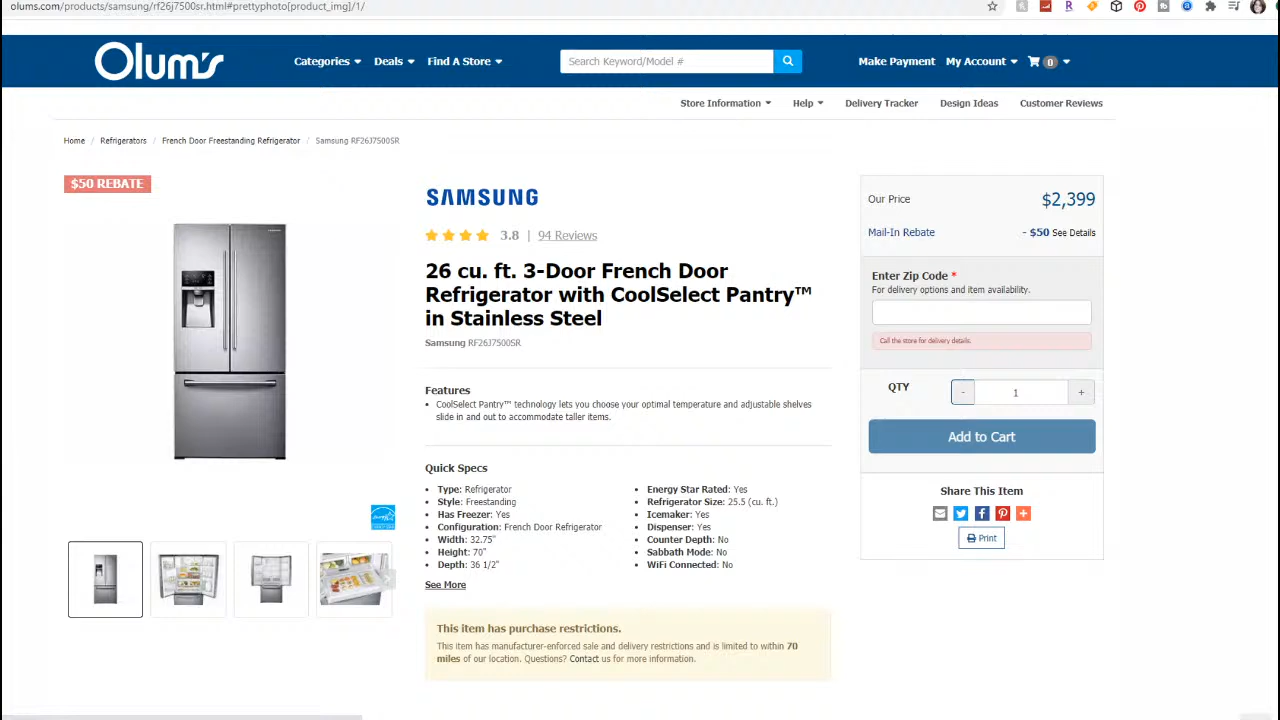 olums.com/products/samsung/rf26j7500sr.html#prettyphoto[product_img]/1/
Olum's
Categories
Deals
Find A Store
Search Keyword/Model #
Make Payment
My Account
0
Store Information
Help
Delivery Tracker
Design Ideas
Customer Reviews
Home / Refrigerators / French Door Freestanding Refrigerator / Samsung RF26J7500SR
$50 REBATE
SAMSUNG
3.8 | 94 Reviews
26 cu. ft. 3-Door French Door
Refrigerator with CoolSelect Pantry™
in Stainless Steel
Samsung RF26J7500SR
Features
• CoolSelect Pantry™ technology lets you choose your optimal temperature and adjustable shelves
slide in and out to accommodate taller items.
Quick Specs
• Type: Refrigerator
• Style: Freestanding
• Has Freezer: Yes
• Configuration: French Door Refrigerator
• Width: 32.75"
• Height: 70"
• Depth: 36 1/2"
• Energy Star Rated: Yes
• Refrigerator Size: 25.5 (cu. ft.)
• Icemaker: Yes
• Dispenser: Yes
• Counter Depth: No
• Sabbath Mode: No
• WiFi Connected: No
See More
This item has purchase restrictions.
This item has manufacturer-enforced sale and delivery restrictions and is limited to within 70
miles of our location. Questions? Contact us for more information.
Our Price $2,399
Mail-In Rebate - $50 See Details
Enter Zip Code *
For delivery options and item availability.
Call the store for delivery details.
QTY - 1 +
Add to Cart
Share This Item
Print